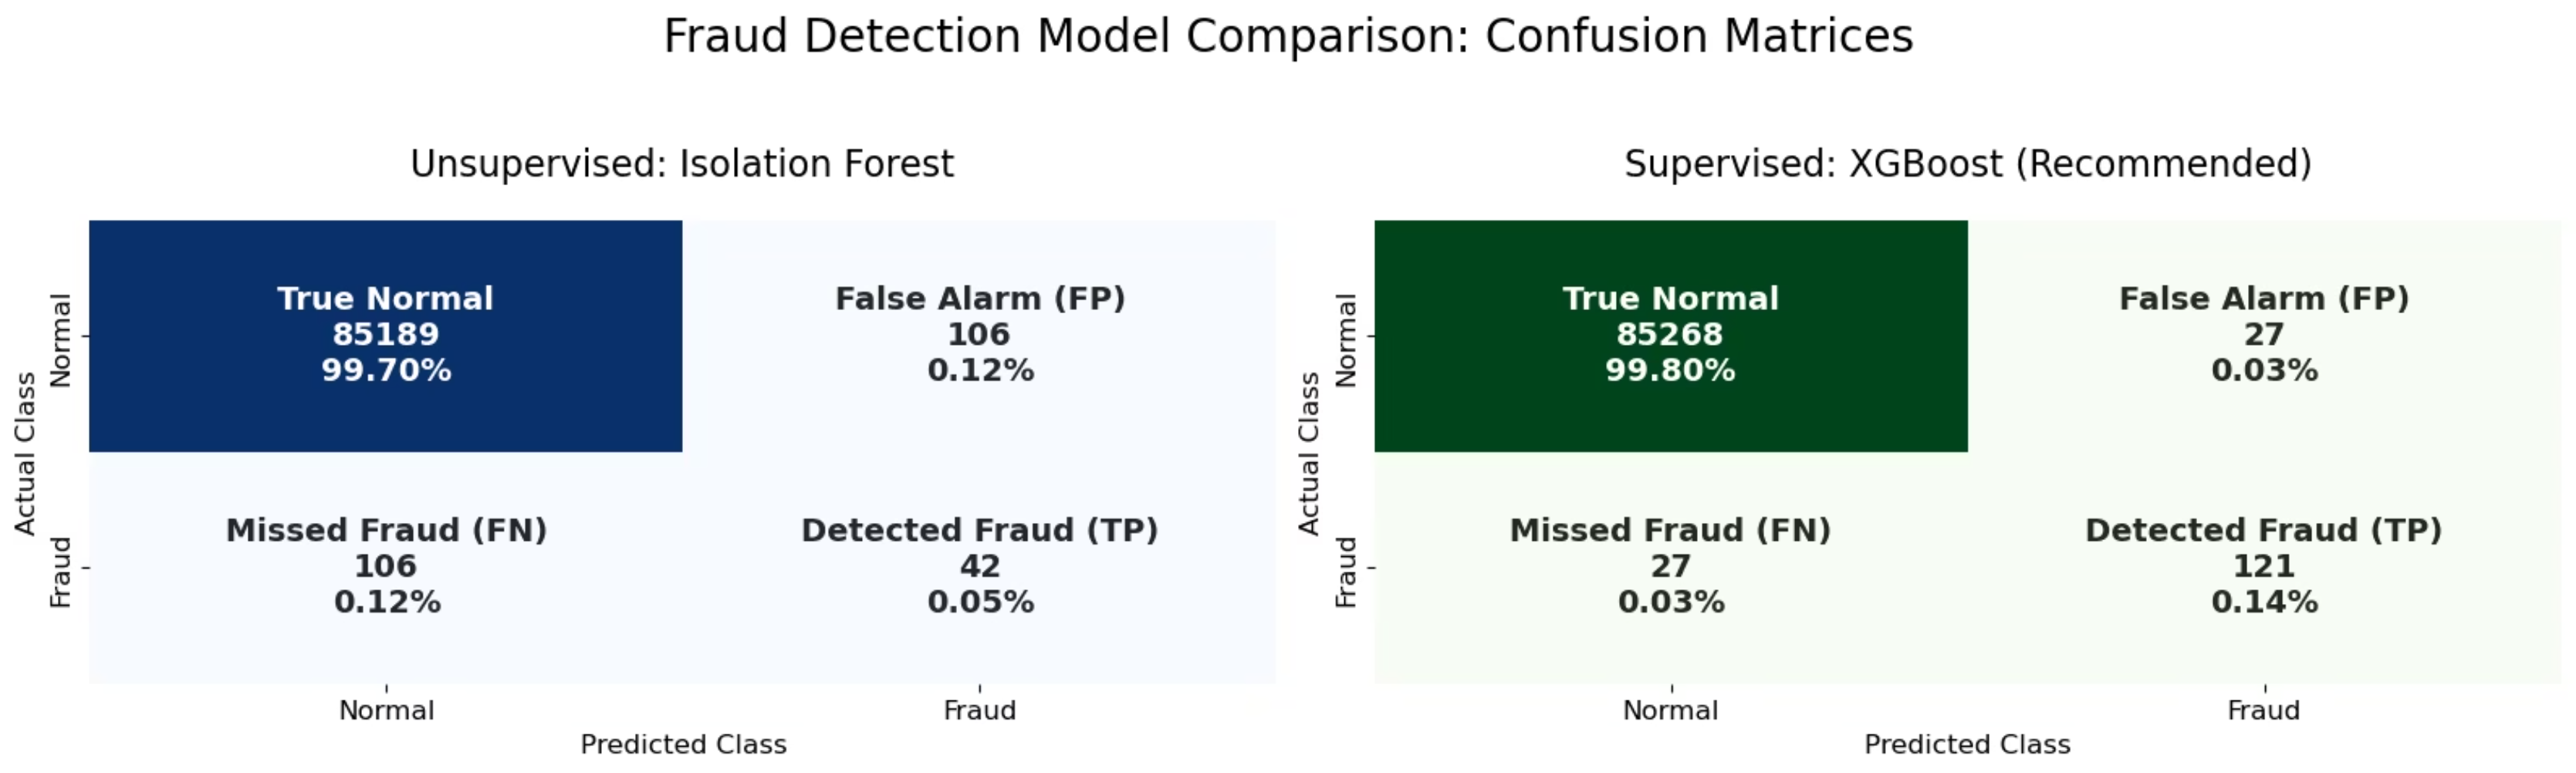 Fraud Detection Model Comparison: Confusion Matrices
Unsupervised: Isolation Forest
Actual Class
Normal
Fraud
True Normal
85189
99.70%
False Alarm (FP)
106
0.12%
Missed Fraud (FN)
106
0.12%
Detected Fraud (TP)
42
0.05%
Normal
Fraud
Predicted Class
Supervised: XGBoost (Recommended)
Actual Class
Normal
Fraud
True Normal
85268
99.80%
False Alarm (FP)
27
0.03%
Missed Fraud (FN)
27
0.03%
Detected Fraud (TP)
121
0.14%
Normal
Fraud
Predicted Class